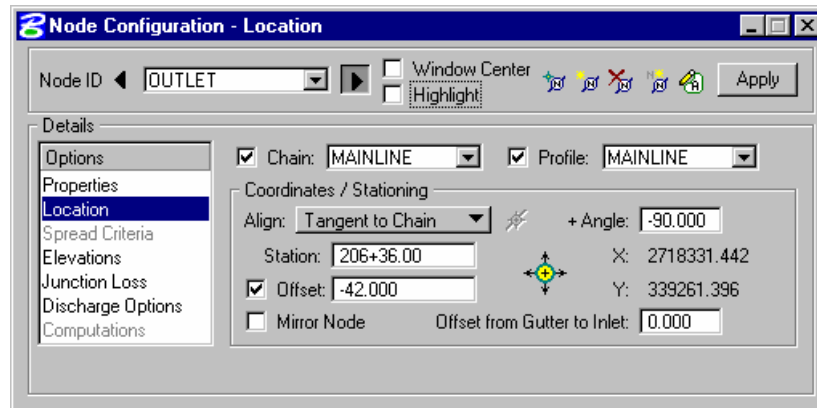 Node Configuration - Location
Node ID OUTLET Window Center Highlight Apply
Details
Options
Properties
Location
Spread Criteria
Elevations
Junction Loss
Discharge Options
Computations
Chain: MAINLINE Profile: MAINLINE
Coordinates / Stationing
Align: Tangent to Chain + Angle: -90.000
Station: 206+36.00 X: 2718331.442
Offset: -42.000 Y: 339261.396
Mirror Node Offset from Gutter to Inlet: 0.000